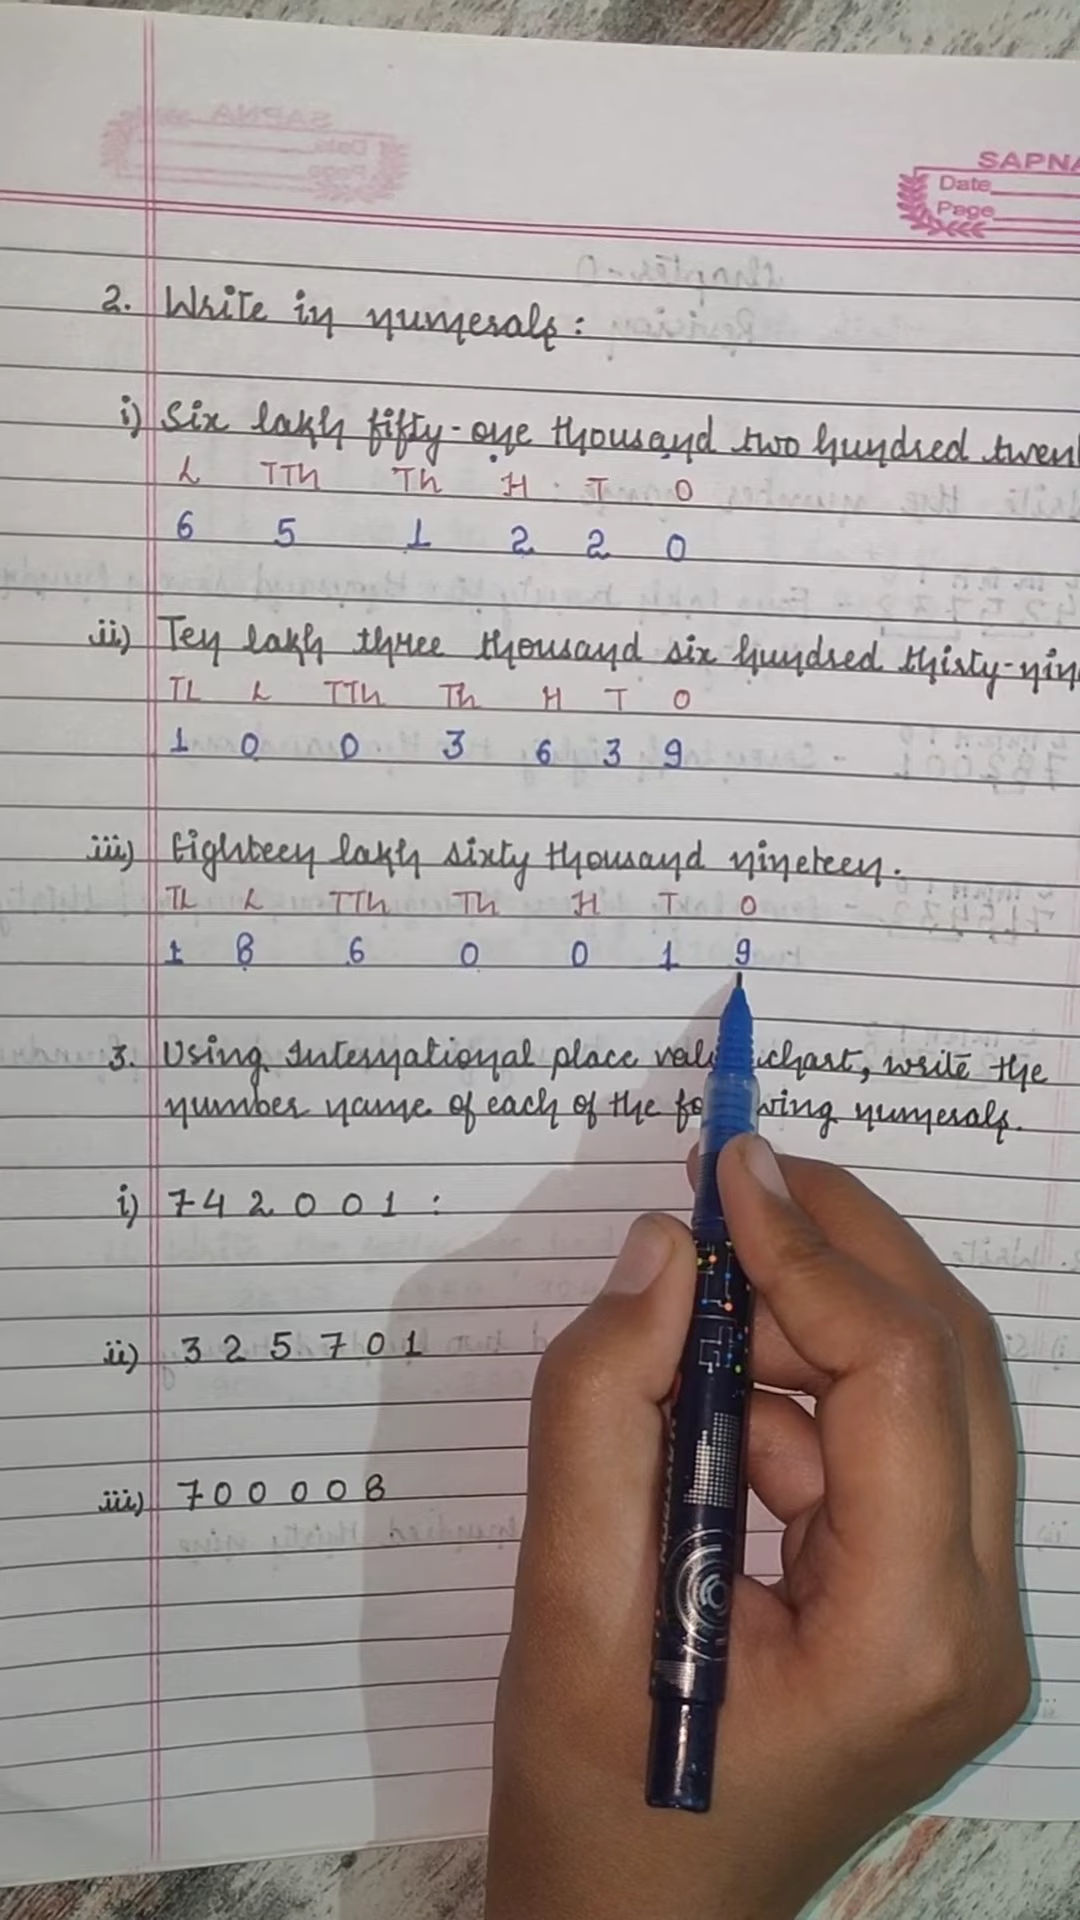 SAPNA
Date
Page
2. Write in numerals:
i) Six lakh fifty-one thousand two hundred twen
L TTh Th H T O
6 5 1 2 2 0
ii) Ten lakh three thousand six hundred thirty-nin
TL L TTh Th H T O
1 0 0 3 6 3 9
iii) Eighteen lakh sixty thousand nineteen.
TL L TTh Th H T O
1 8 6 0 0 1 9
3. Using International place chart, write the
number name of each of the numerals.
i) 742001 :
ii) 325701
iii) 700008